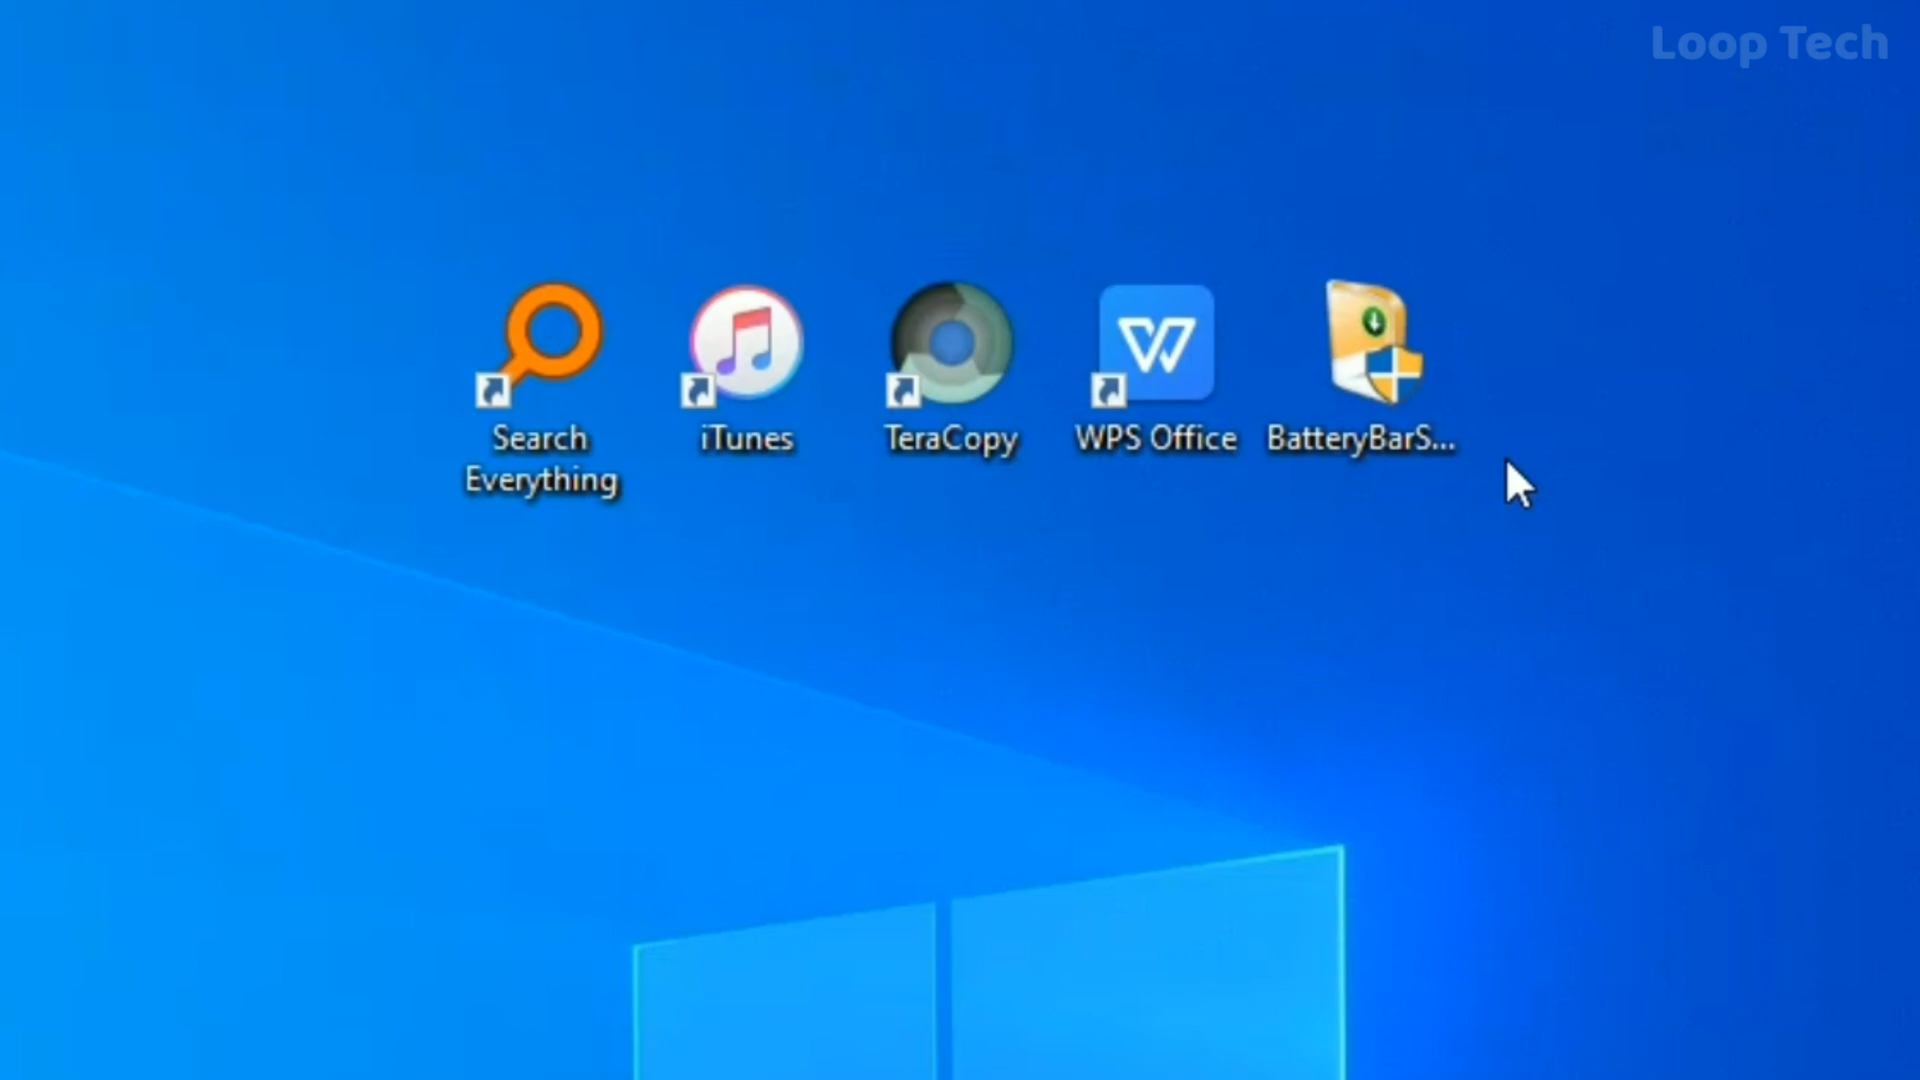 Loop Tech
Search
Everything
iTunes
TeraCopy
WPS Office
BatteryBarS...